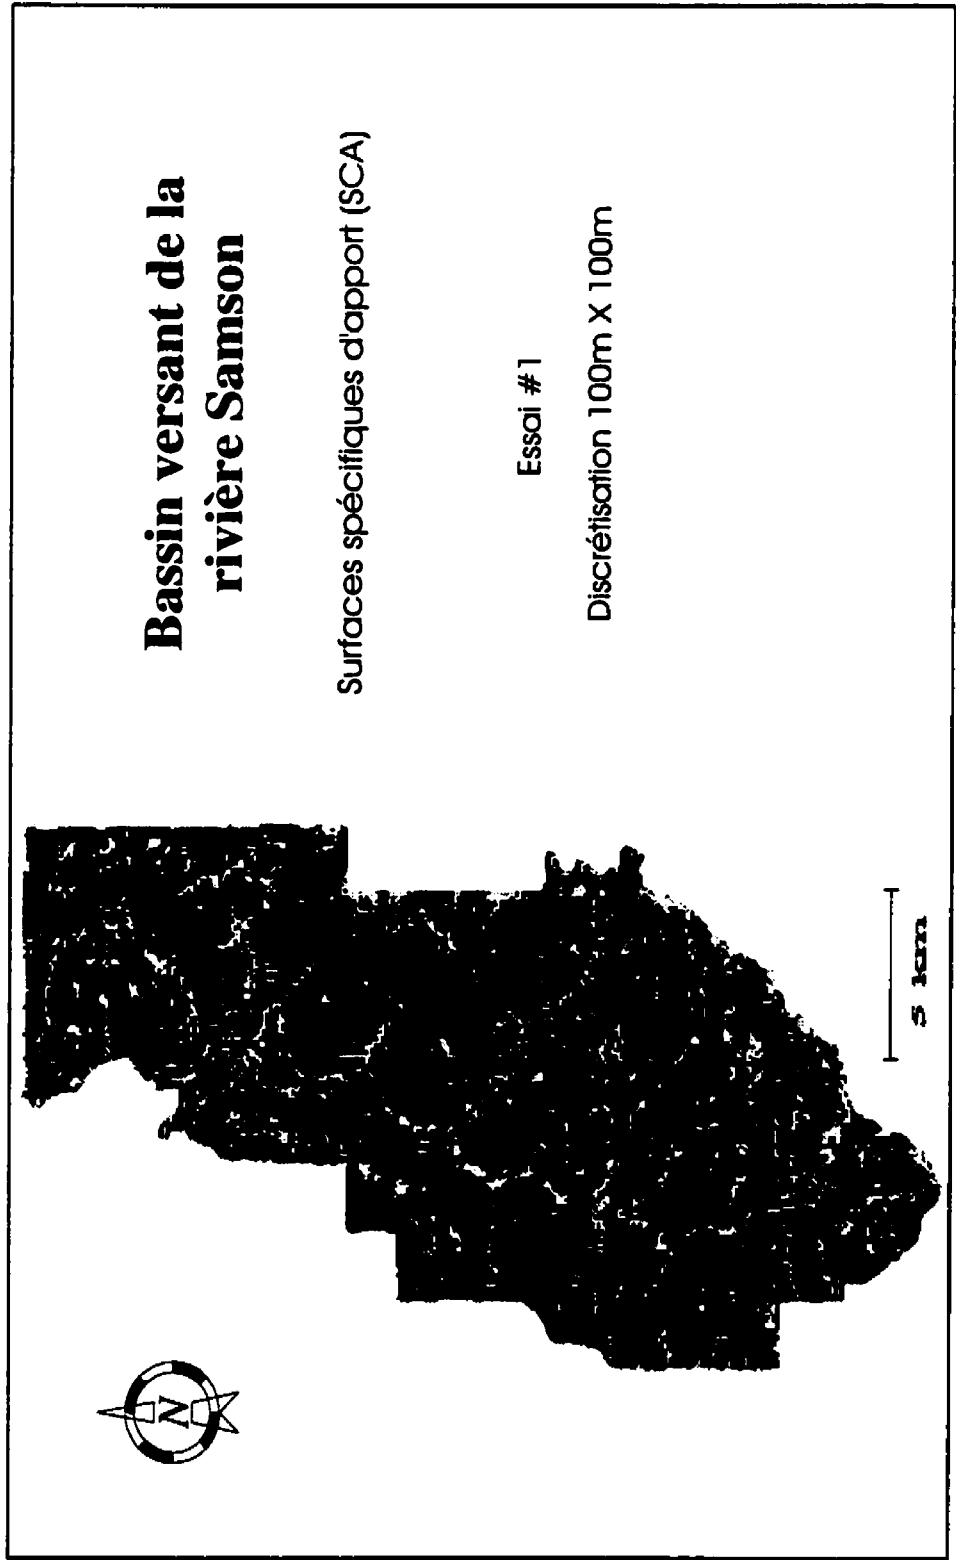 Bassin versant de la
rivière Samson
Surfaces spécifiques d'apport (SCA)
Essai #1
Discrétisation 100m X 100m
N
5 km